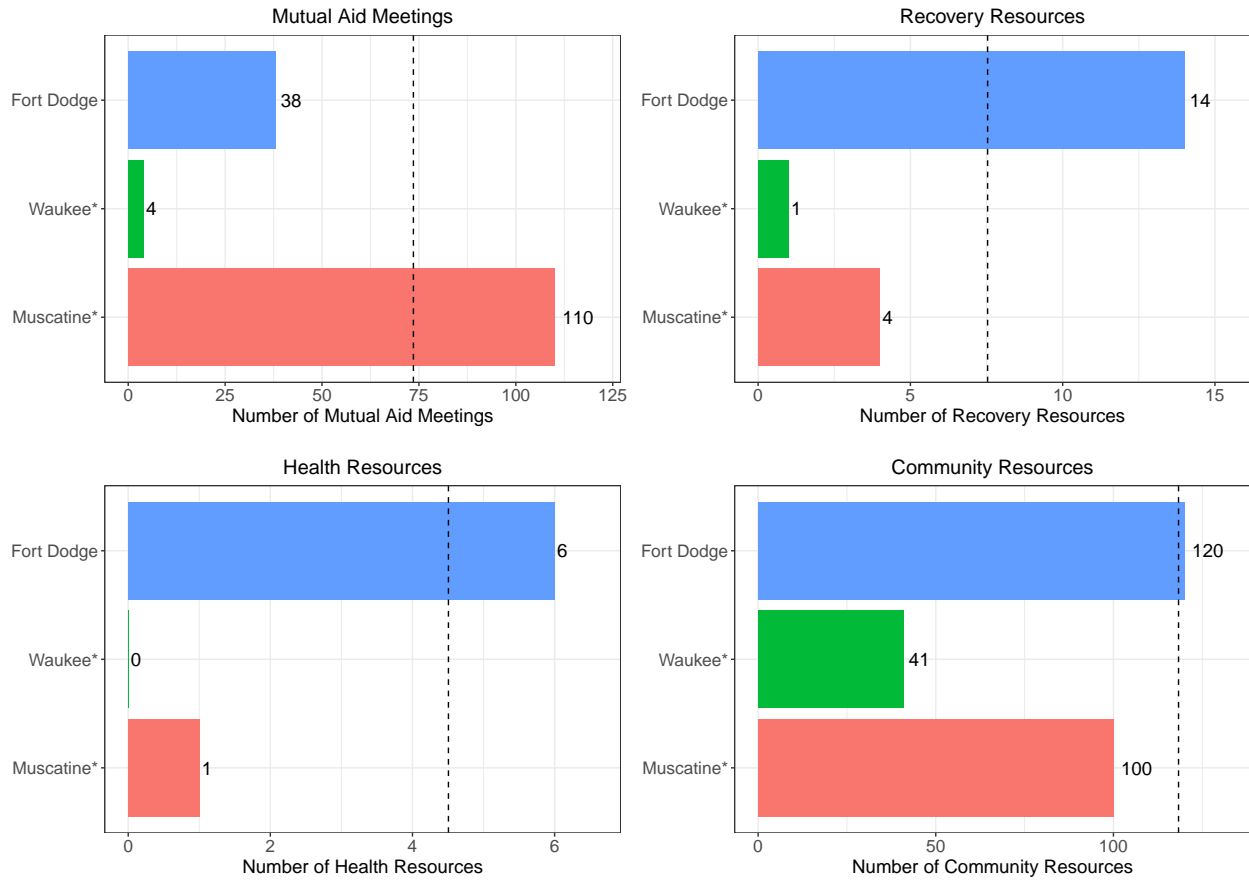 Mutual Aid Meetings
Fort Dodge
38
Waukee*
4
Muscatine*
110
0 25 50 75 100 125
Number of Mutual Aid Meetings
Recovery Resources
Fort Dodge
14
Waukee*
1
Muscatine*
4
0 5 10 15
Number of Recovery Resources
Health Resources
Fort Dodge
6
Waukee*
0
Muscatine*
1
0 2 4 6
Number of Health Resources
Community Resources
Fort Dodge
120
Waukee*
41
Muscatine*
100
0 50 100
Number of Community Resources